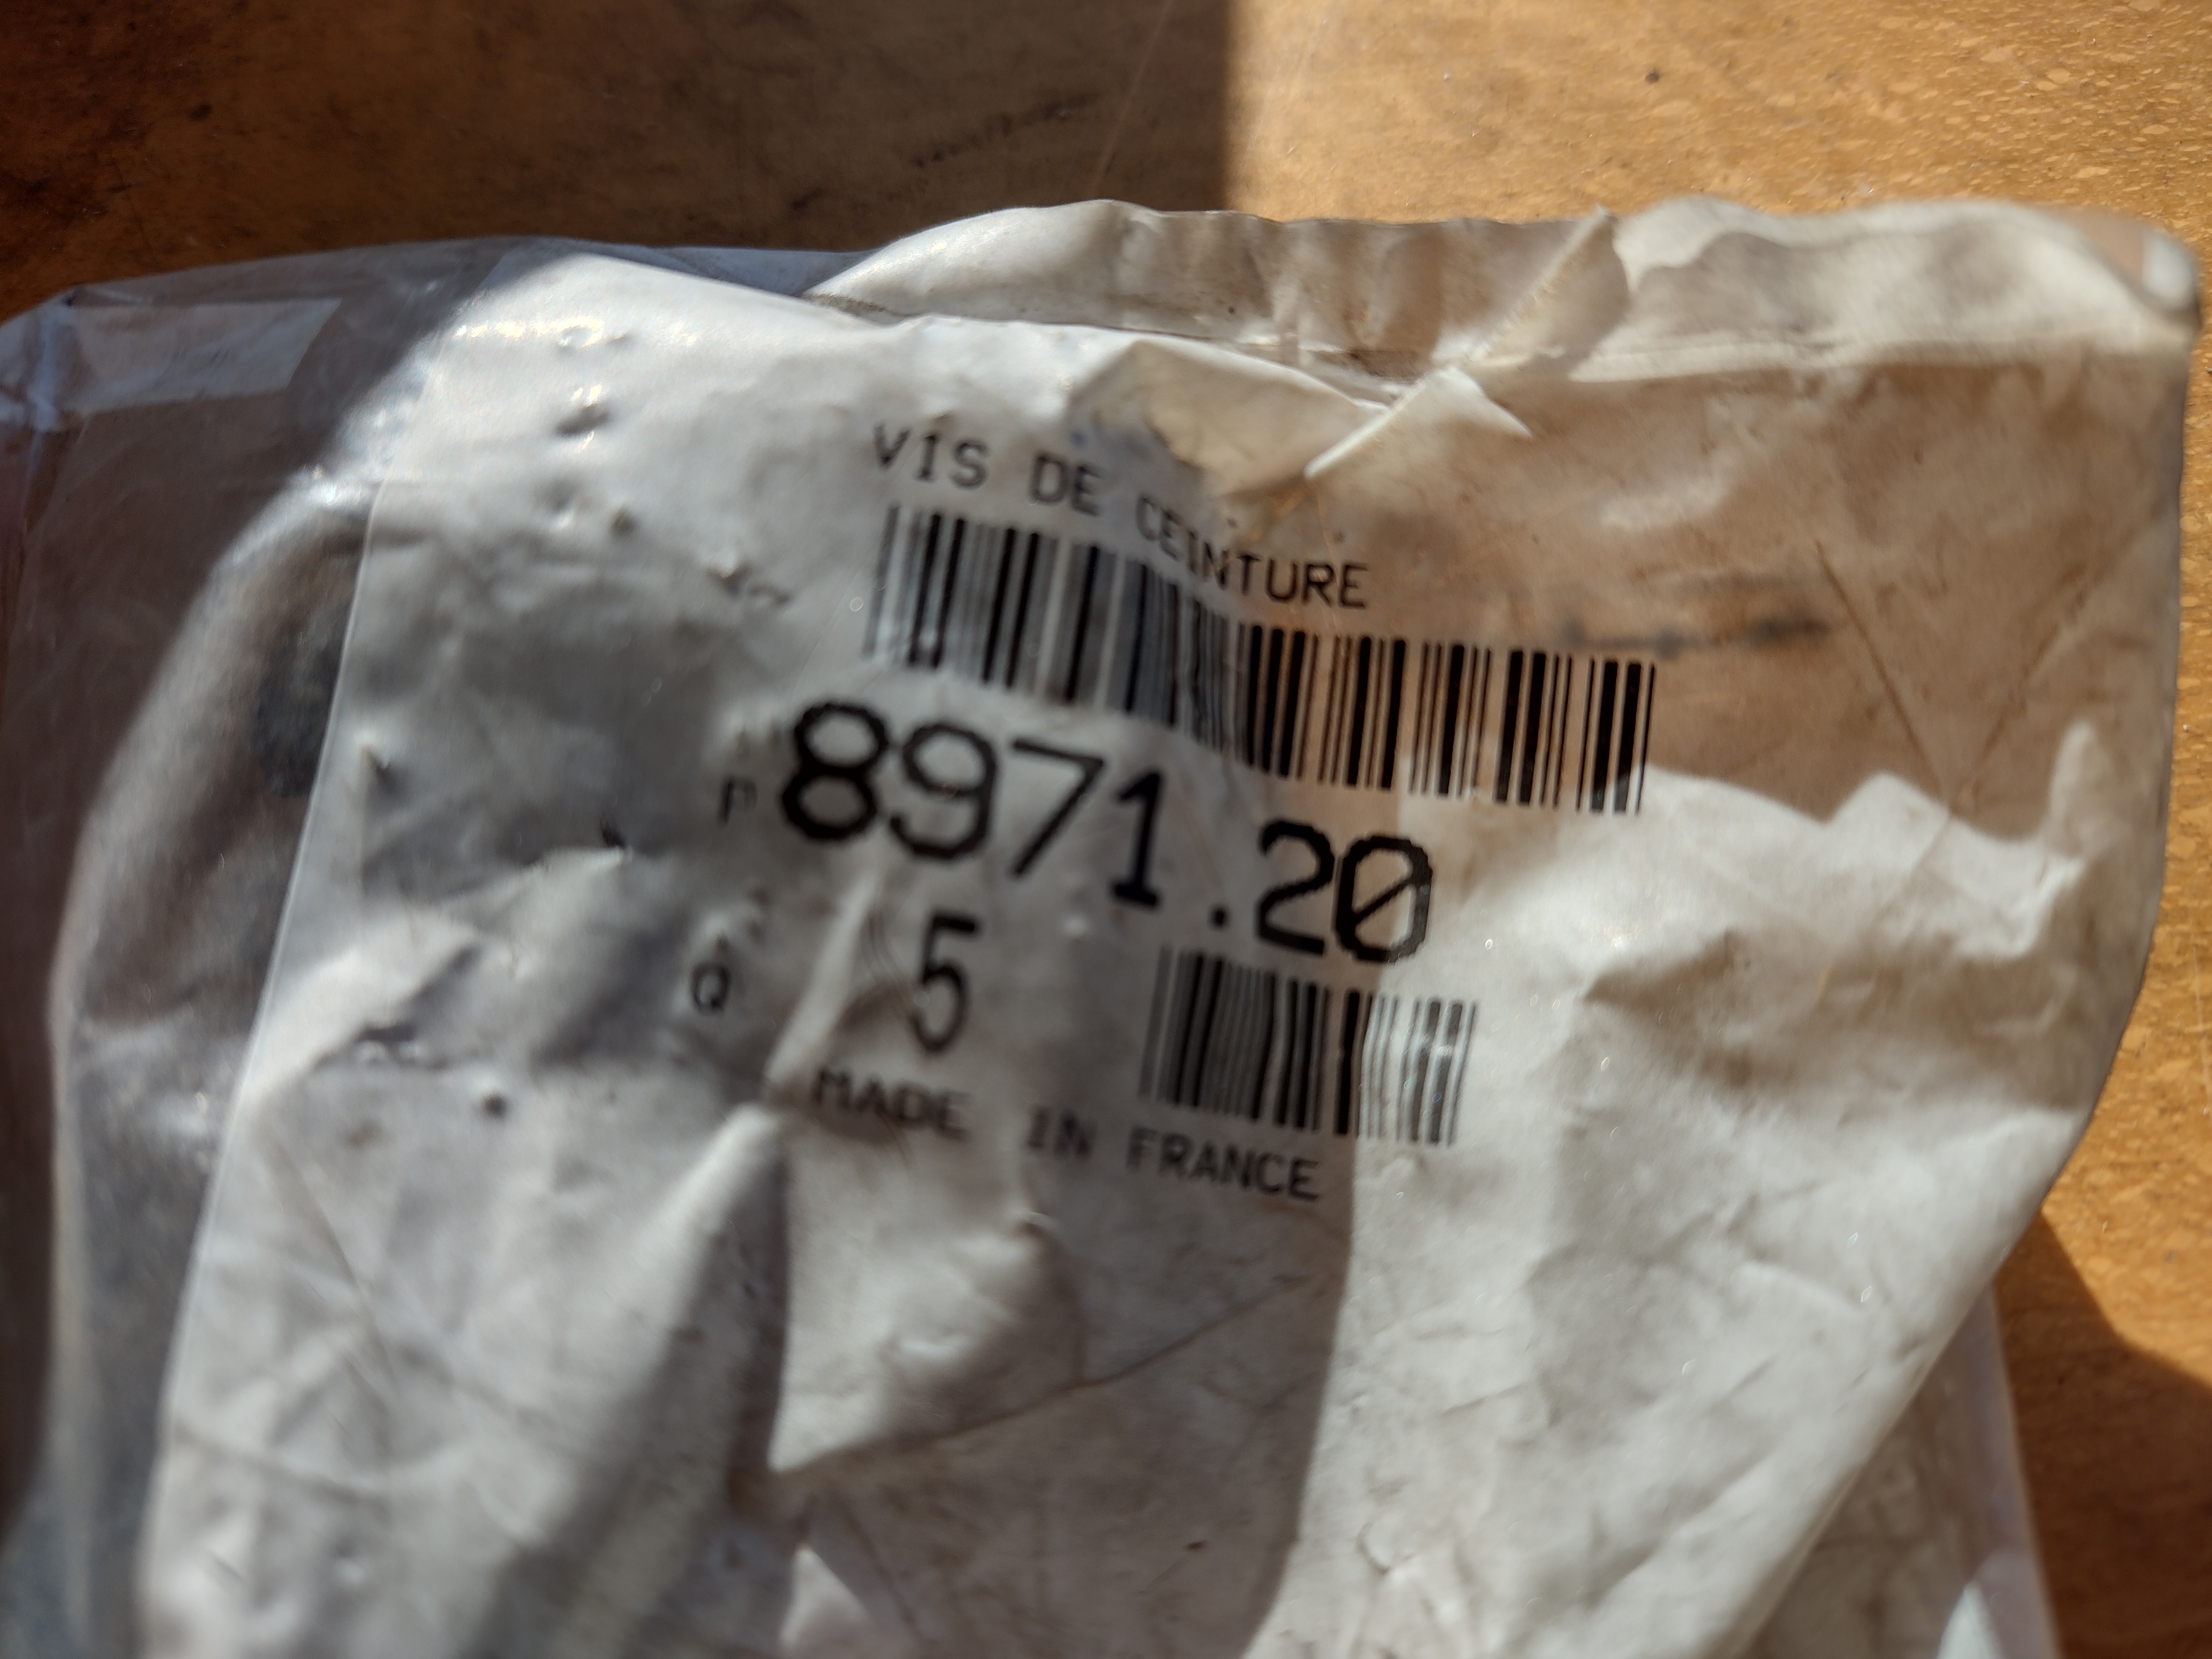 VIS DE CEINTURE
P 8971.20
Q 5
MADE IN FRANCE